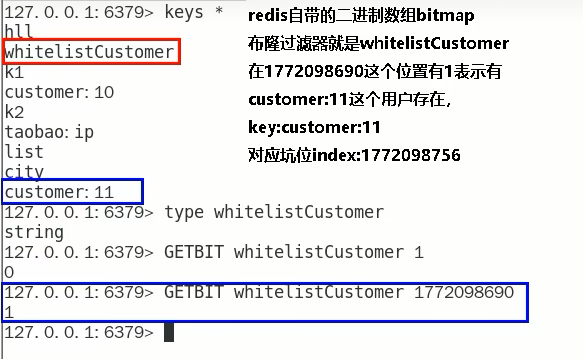 127.0.0.1:6379> keys *
hll
whitelistCustomer
k1
customer:10
k2
taobao:ip
list
city
customer:11
127.0.0.1:6379> type whitelistCustomer
string
127.0.0.1:6379> GETBIT whitelistCustomer 1
0
127.0.0.1:6379> GETBIT whitelistCustomer 1772098690
1
127.0.0.1:6379>
redis自带的二进制数组bitmap
布隆过滤器就是whitelistCustomer
在1772098690这个位置有1表示有
customer:11这个用户存在,
key:customer:11
对应坑位index:1772098756